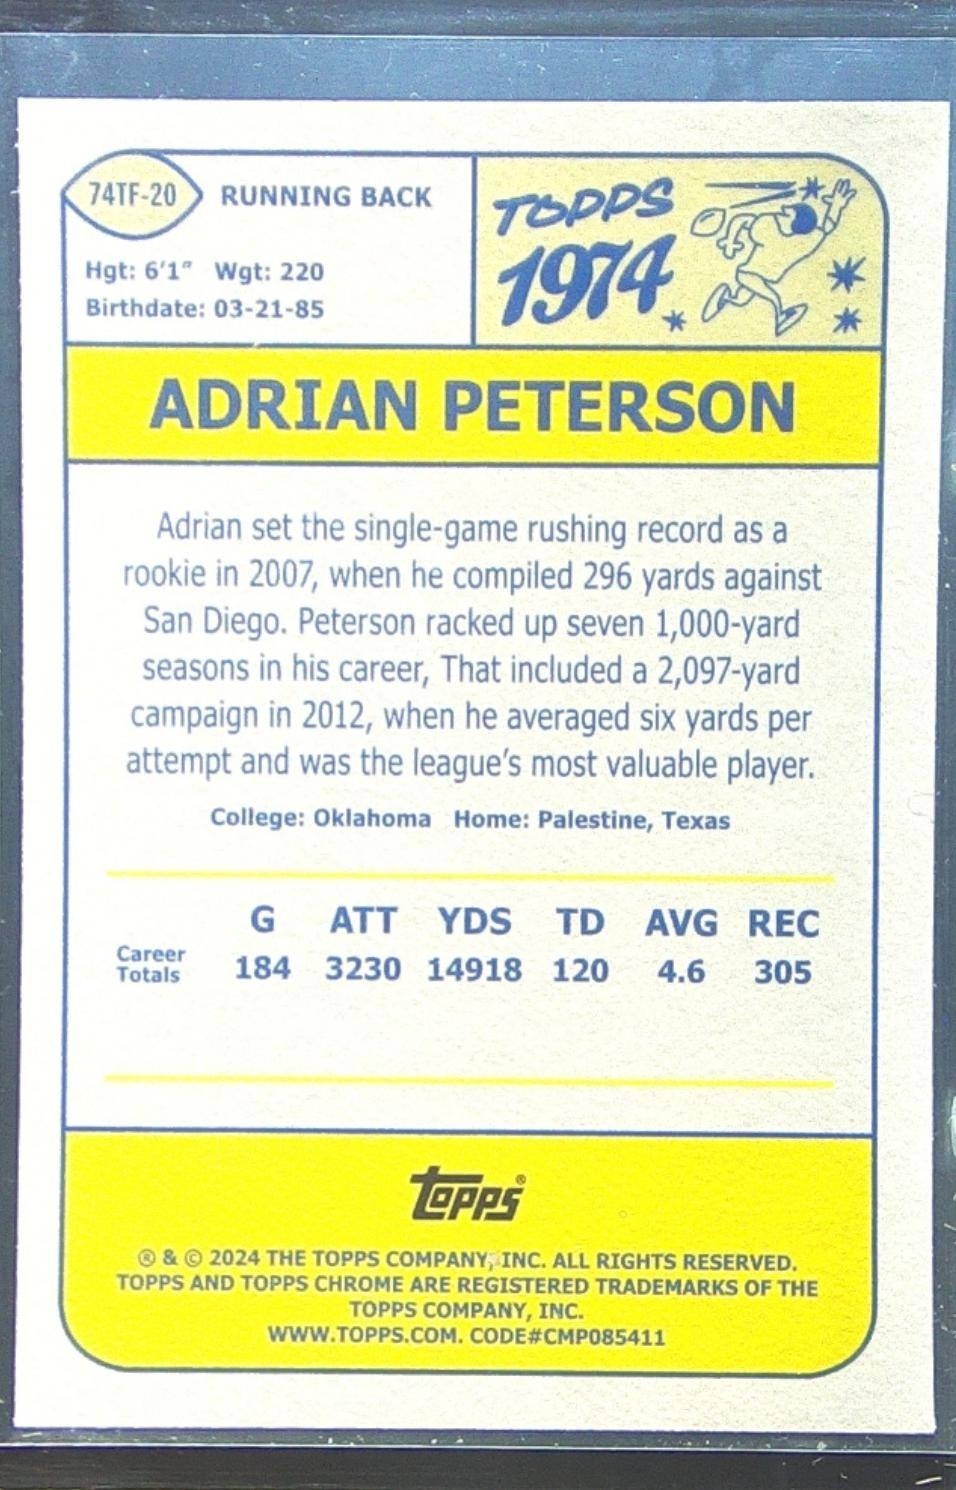 74TF-20 RUNNING BACK
Hgt: 6'1" Wgt: 220
Birthdate: 03-21-85
TOPPS
1974
ADRIAN PETERSON
Adrian set the single-game rushing record as a
rookie in 2007, when he compiled 296 yards against
San Diego. Peterson racked up seven 1,000-yard
seasons in his career, That included a 2,097-yard
campaign in 2012, when he averaged six yards per
attempt and was the league's most valuable player.
College: Oklahoma Home: Palestine, Texas
G ATT YDS TD AVG REC
Career
Totals 184 3230 14918 120 4.6 305
topps®
® & © 2024 THE TOPPS COMPANY, INC. ALL RIGHTS RESERVED.
TOPPS AND TOPPS CHROME ARE REGISTERED TRADEMARKS OF THE
TOPPS COMPANY, INC.
WWW.TOPPS.COM. CODE#CMP085411